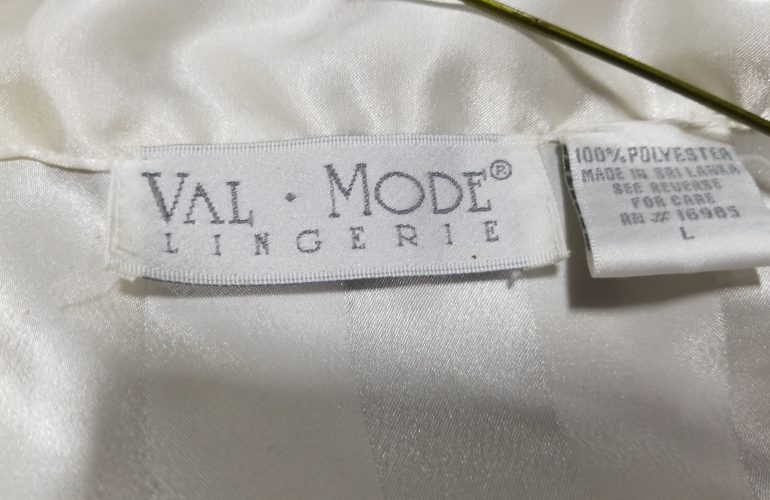 VAL · MODE®
LINGERIE
100% POLYESTER
MADE IN SRI LANKA
SEE REVERSE
FOR CARE
RN # 16985
L